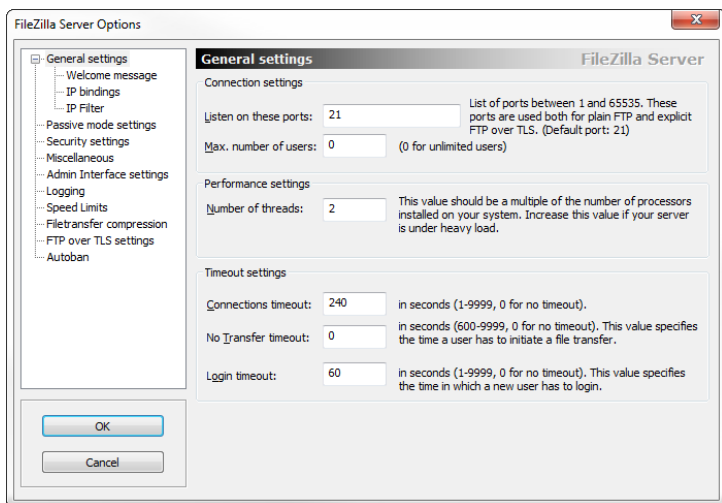 FileZilla Server Options
General settings
Welcome message
IP bindings
IP Filter
Passive mode settings
Security settings
Miscellaneous
Admin Interface settings
Logging
Speed Limits
Filetransfer compression
FTP over TLS settings
Autoban
OK
Cancel
General settings
FileZilla Server
Connection settings
Listen on these ports:
21
List of ports between 1 and 65535. These
ports are used both for plain FTP and explicit
FTP over TLS. (Default port: 21)
Max. number of users:
0
(0 for unlimited users)
Performance settings
Number of threads:
2
This value should be a multiple of the number of processors
installed on your system. Increase this value if your server
is under heavy load.
Timeout settings
Connections timeout:
240
in seconds (1-9999, 0 for no timeout).
No Transfer timeout:
0
in seconds (600-9999, 0 for no timeout). This value specifies
the time a user has to initiate a file transfer.
Login timeout:
60
in seconds (1-9999, 0 for no timeout). This value specifies
the time in which a new user has to login.